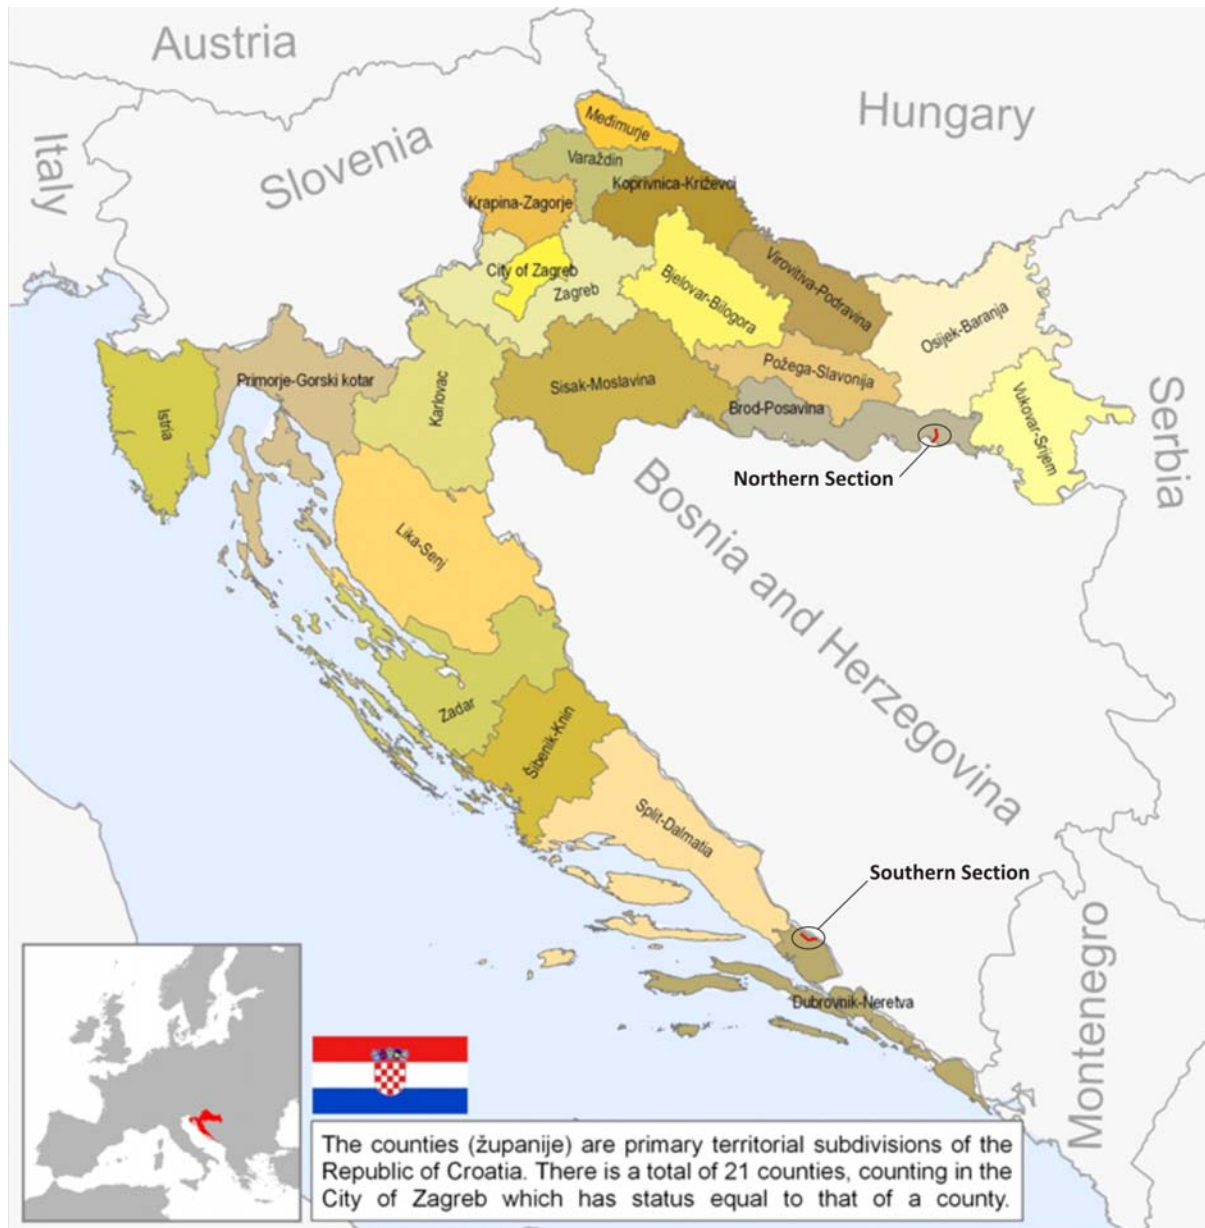 Austria
Hungary
Italy
Slovenia
Međimurje
Varaždin
Koprivnica-Križevci
Krapina-Zagorje
City of Zagreb
Zagreb
Bjelovar-Bilogora
Virovitiva-Podravina
Osijek-Baranja
Primorje-Gorski kotar
Istria
Karlovac
Sisak-Moslavina
Požega-Slavonija
Brod-Posavina
Vukovar-Srijem
Serbia
Northern Section
Bosnia and Herzegovina
Lika-Senj
Zadar
Šibenik-Knin
Split-Dalmatia
Southern Section
Dubrovnik-Neretva
Montenegro
The counties (županije) are primary territorial subdivisions of the
Republic of Croatia. There is a total of 21 counties, counting in the
City of Zagreb which has status equal to that of a county.